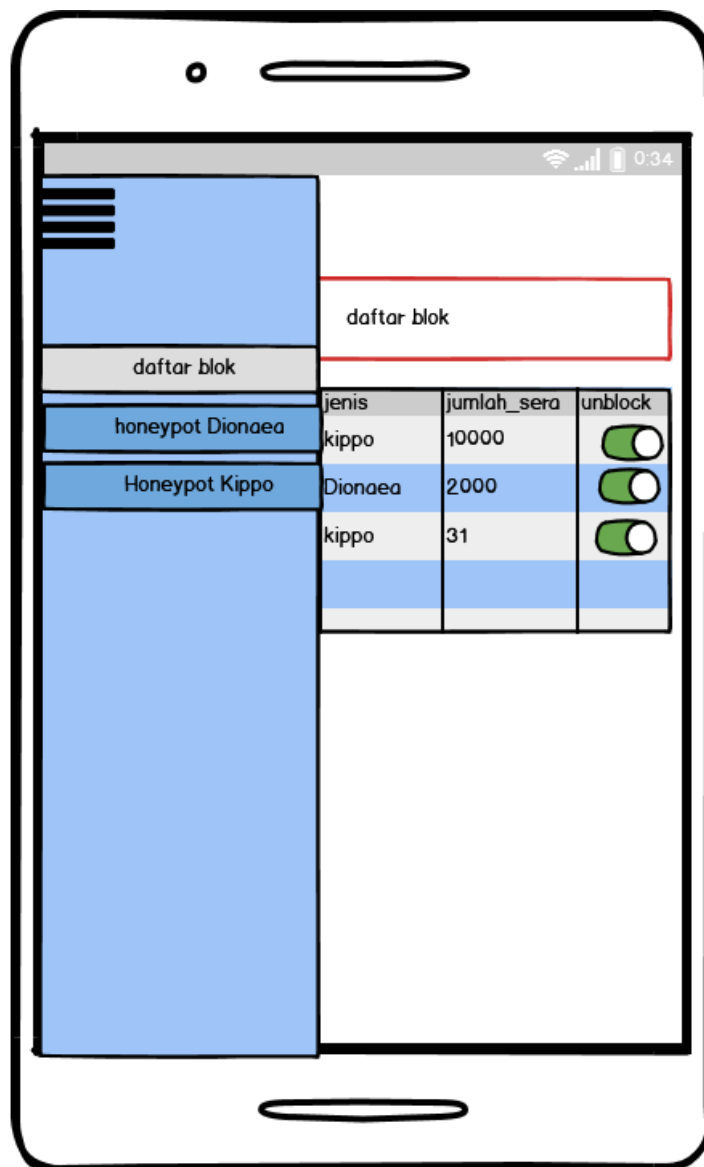 0:34
daftar blok
daftar blok
honeypot Dionaea
Honeypot Kippo
jenis jumlah_sera unblock
kippo 10000
Dionaea 2000
kippo 31